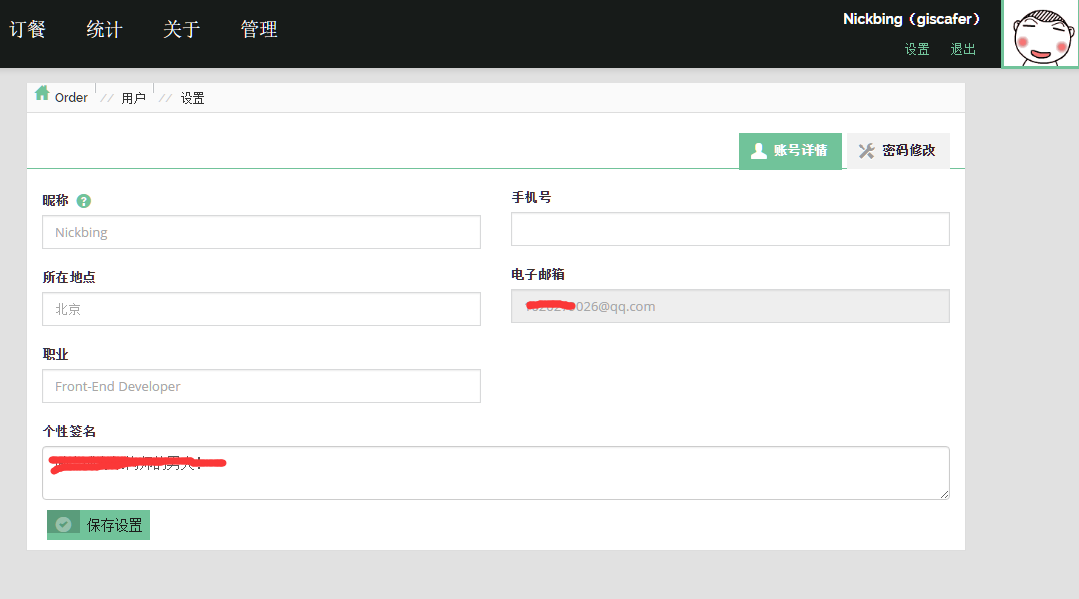 订餐 统计 关于 管理
Nickbing（giscafer）
设置 退出
Order // 用户 // 设置
账号详情 密码修改
昵称 ?
Nickbing
手机号
所在地点
北京
电子邮箱
026@qq.com
职业
Front-End Developer
个性签名
保存设置